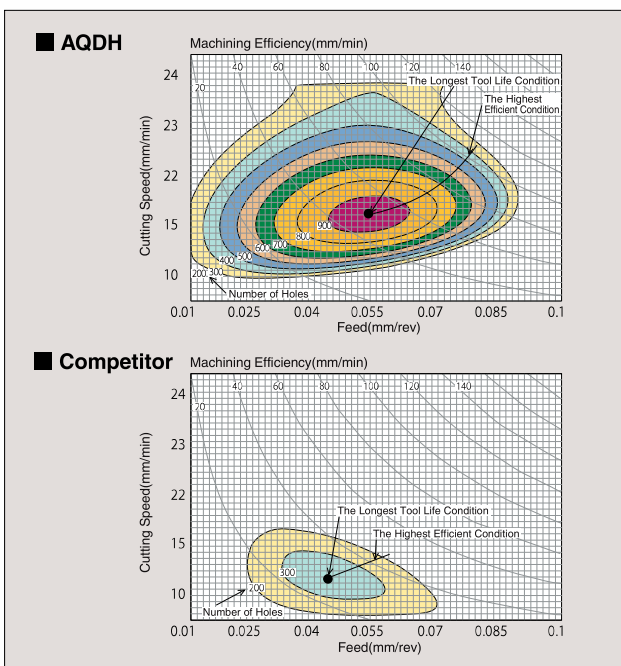 AQDH
Machining Efficiency(mm/min)
24
23
22
15
10
Cutting Speed(mm/min)
20
40
60
80
100
120
140
The Longest Tool Life Condition
The Highest
Efficient Condition
900
800
700
600
500
400
300
200
Number of Holes
0.01 0.025 0.04 0.055 0.07 0.085 0.1
Feed(mm/rev)
Competitor
Machining Efficiency(mm/min)
24
23
22
15
10
Cutting Speed(mm/min)
20
40
60
80
100
120
140
The Longest Tool Life Condition
The Highest Efficient Condition
300
200
Number of Holes
0.01 0.025 0.04 0.055 0.07 0.085 0.1
Feed(mm/rev)